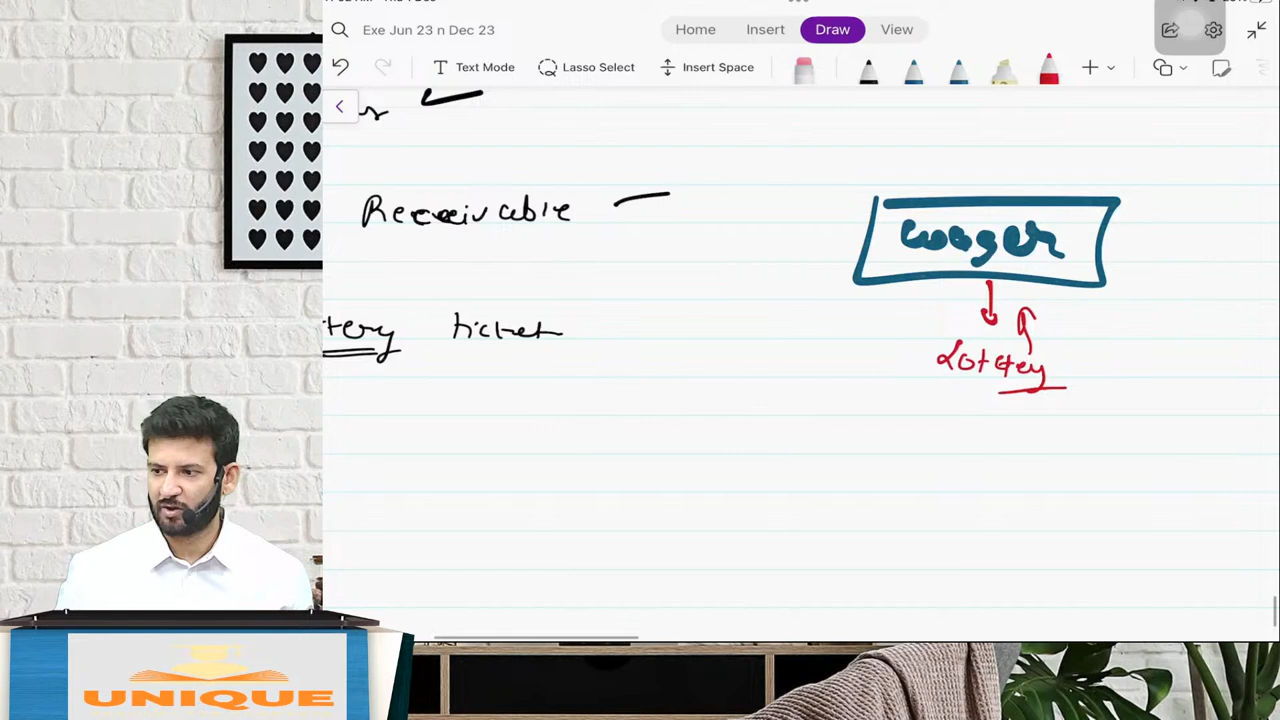 Exe Jun 23 n Dec 23
Home Insert Draw View
Text Mode Lasso Select Insert Space
Receivable
wager
tery ticket
Lottery
UNIQUE